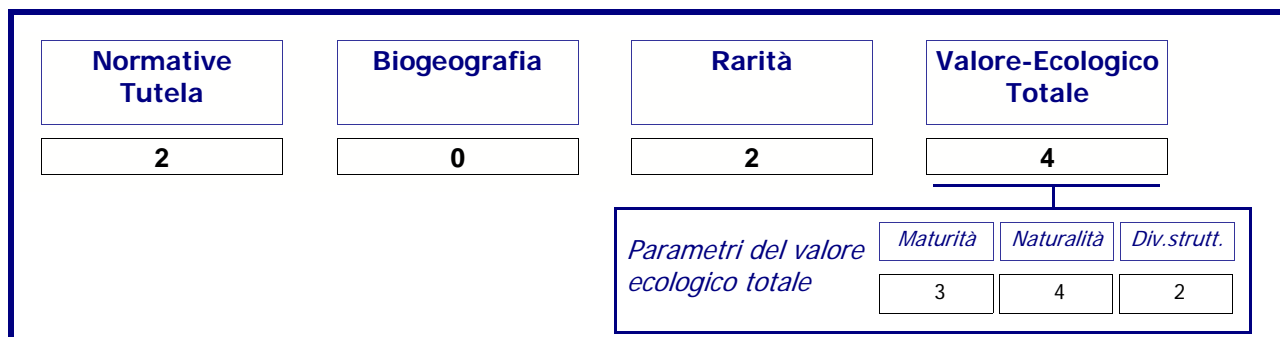 Normative Tutela
Biogeografia
Rarità
Valore-Ecologico Totale
2
0
2
4
Parametri del valore ecologico totale
Maturità
Naturalità
Div.strutt.
3
4
2